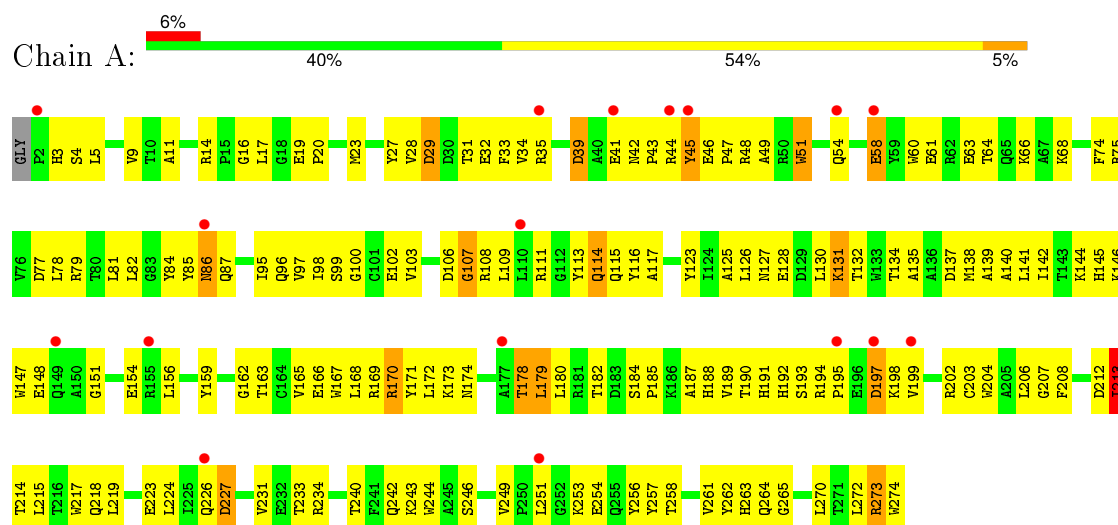 6%
Chain A: 40% 54% 5%
GLY P2 H3 S4 L5 V9 T10 A11 R14 P15 G16 L17 G18 E19 P20 M23 Y27 V28 D29 D30 T31 E32 F33 V34 R35 D39 A40 E41 N42 P43 R44 Y45 E46 P47 R48 A49 R50 W51 Q54 E58 Y59 W60 E61 R62 E63 T64 Q65 K66 A67 K68 F74 R75
V76 D77 L78 R79 T80 L81 L82 G83 Y84 Y85 N86 Q87 I95 Q96 V97 I98 S99 G100 C101 E102 V103 D106 G107 R108 L109 L110 R111 G112 Y113 Q114 Q115 Y116 A117 Y123 I124 A125 L126 N127 E128 D129 L130 K131 T132 W133 T134 A135 A136 D137 M138 A139 A140 L141 I142 T143 K144 H145 K146
W147 E148 Q149 A150 G151 E154 R155 L156 Y159 G162 T163 C164 V165 E166 W167 L168 R169 R170 Y171 L172 K173 N174 A177 T178 L179 L180 R181 T182 D183 S184 P185 K186 A187 H188 V189 T190 H191 H192 S193 R194 P195 E196 D197 K198 V199 R202 C203 W204 A205 L206 G207 F208 D212 I213
T214 L215 T216 W217 Q218 L219 E223 L224 I225 Q226 D227 V231 E232 T233 R234 T240 F241 Q242 K243 W244 A245 S246 V249 P250 L251 G252 K253 E254 Q255 Y256 Y257 T258 V261 Y262 H263 Q264 G265 L270 T271 L272 R273 W274